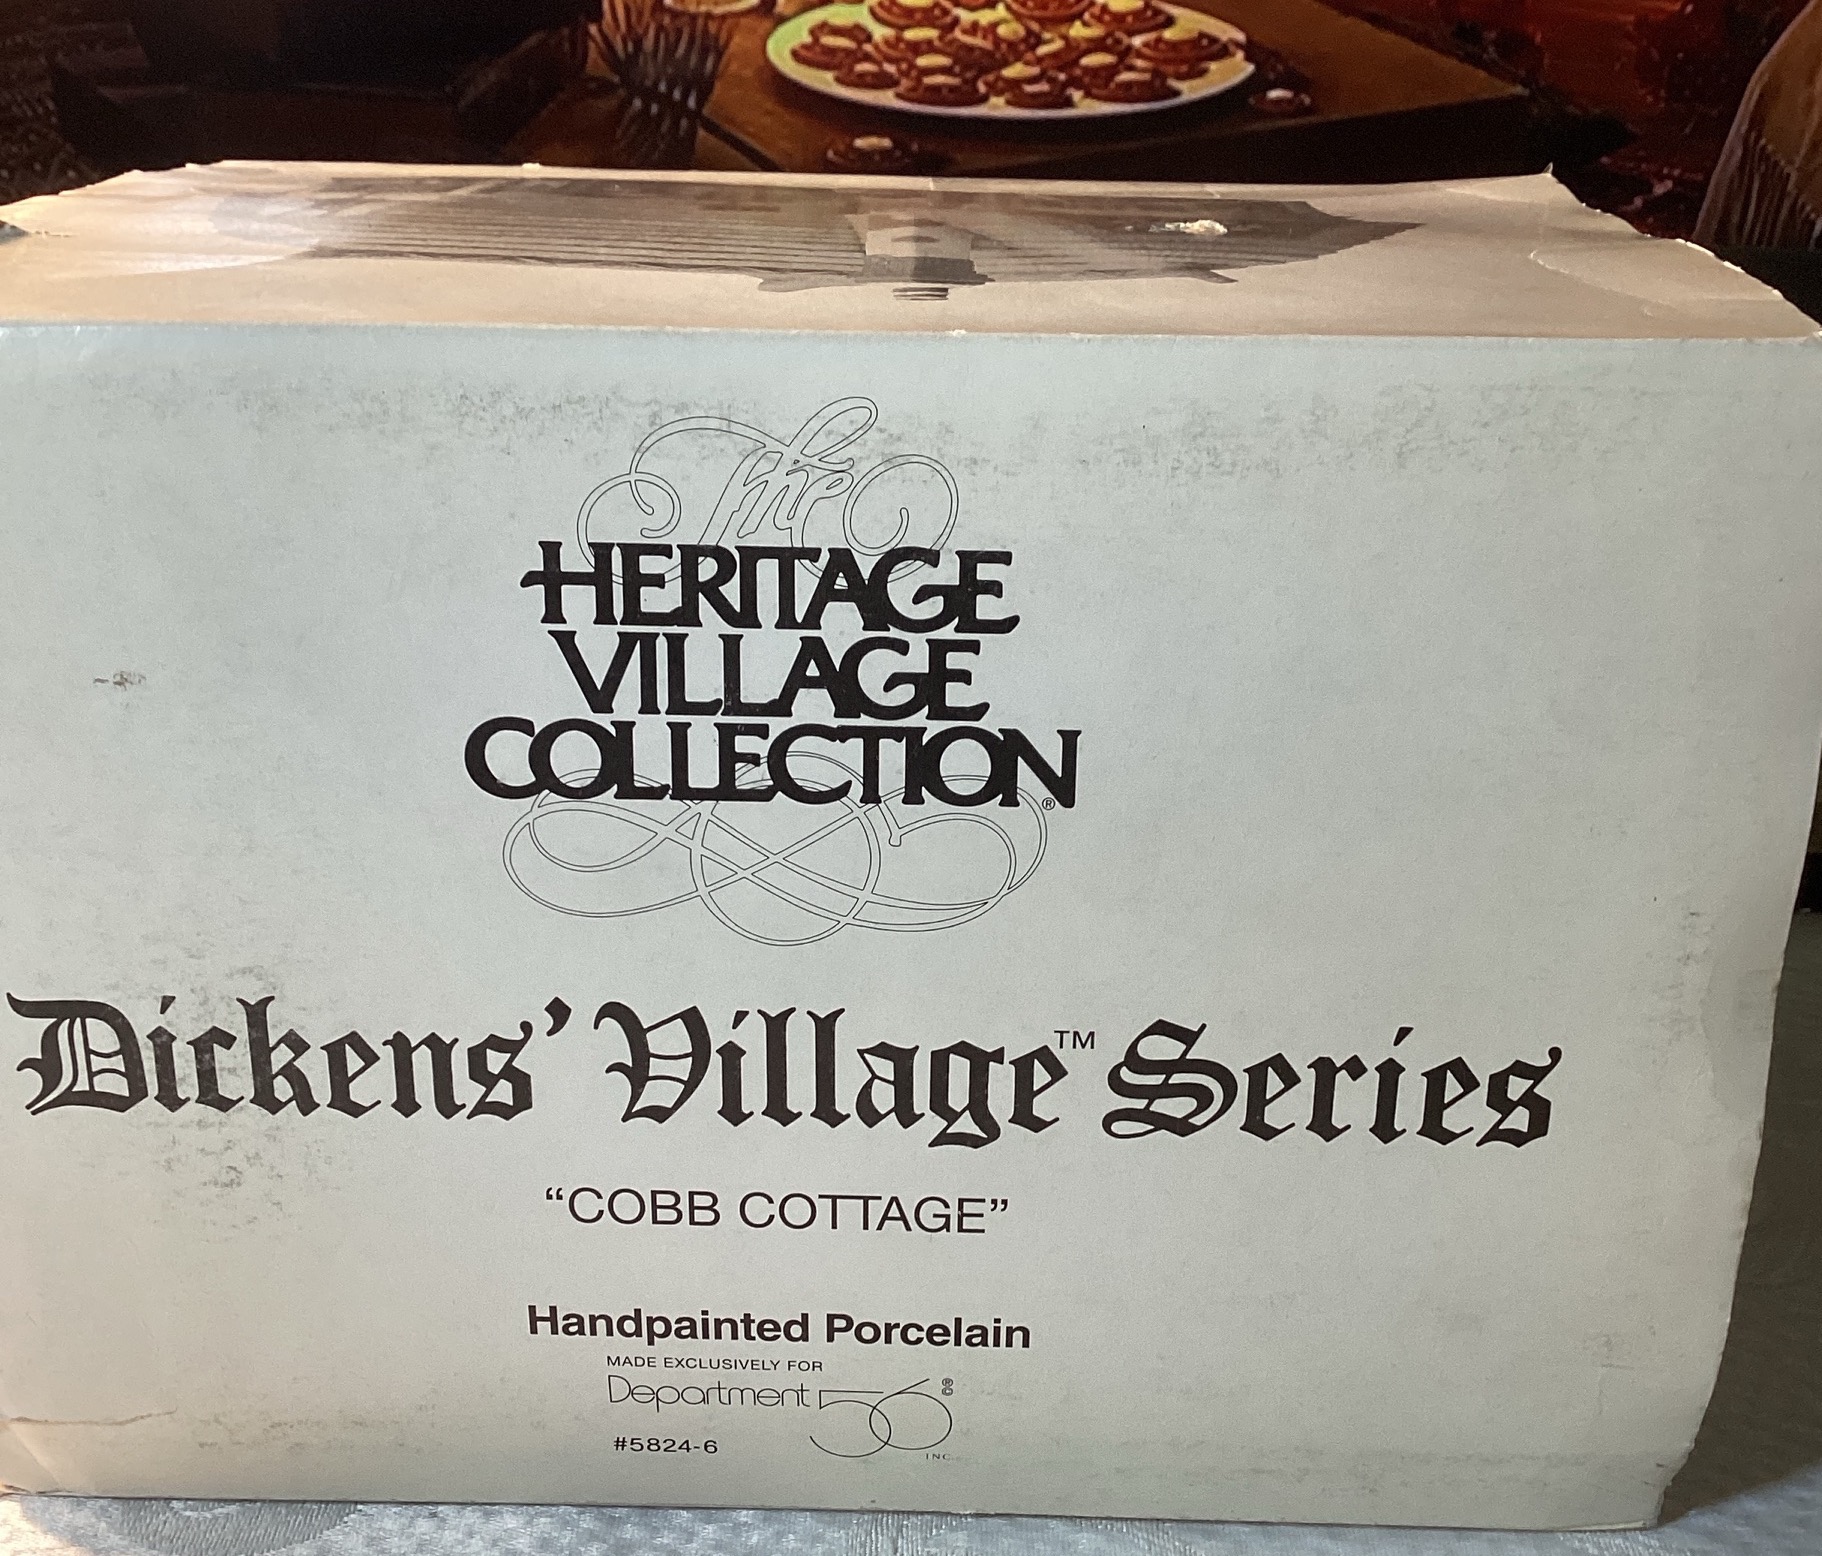 The
HERITAGE
VILLAGE
COLLECTION®
Dickens' Village™ Series
“COBB COTTAGE”
Handpainted Porcelain
MADE EXCLUSIVELY FOR
Department 56 ®©
INC.
#5824-6